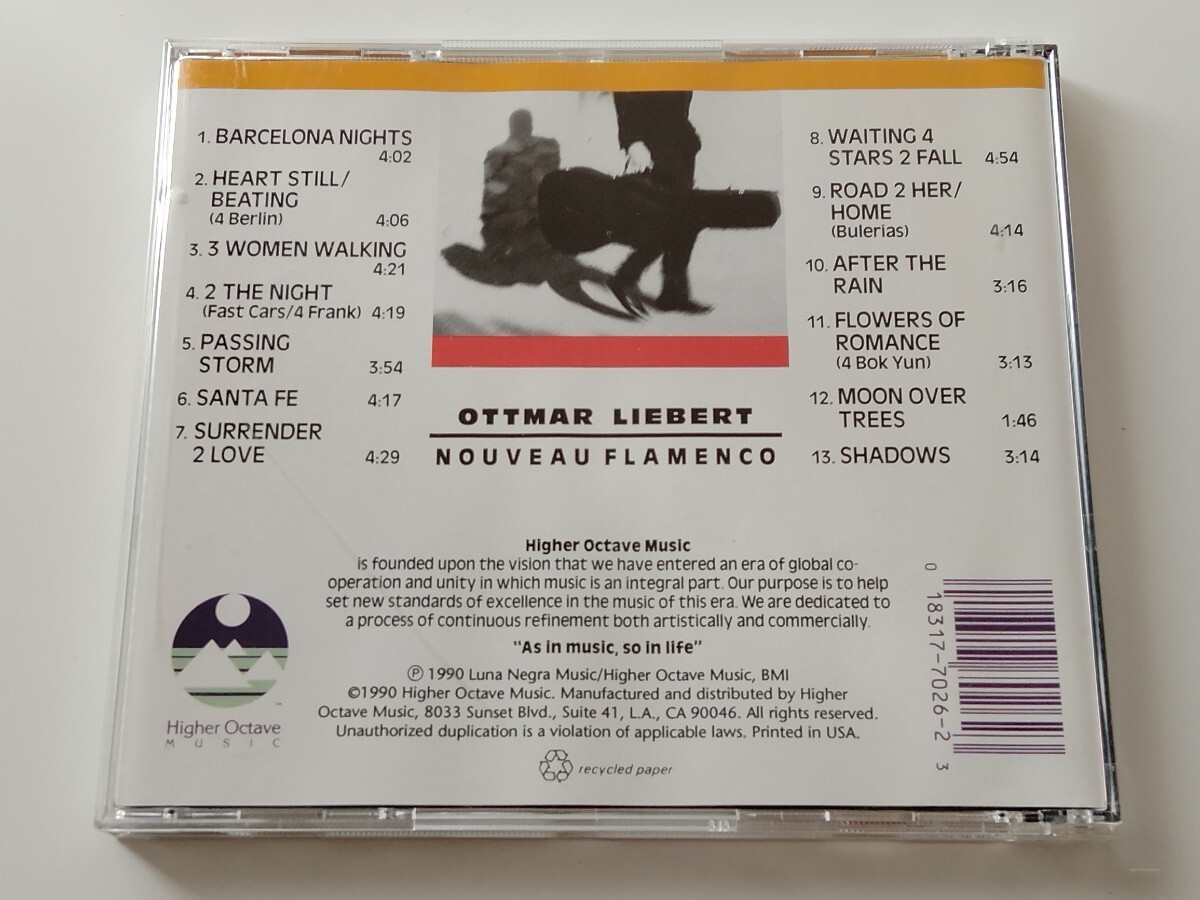 1. BARCELONA NIGHTS
4:02
2. HEART STILL/
BEATING
(4 Berlin) 4:06
3. 3 WOMEN WALKING
4:21
4. 2 THE NIGHT
(Fast Cars/4 Frank) 4:19
5. PASSING
STORM 3:54
6. SANTA FE 4:17
7. SURRENDER
2 LOVE 4:29
8. WAITING 4
STARS 2 FALL 4:54
9. ROAD 2 HER/
HOME
(Bulerias) 4:14
10. AFTER THE
RAIN 3:16
11. FLOWERS OF
ROMANCE
(4 Bok Yun) 3:13
12. MOON OVER
TREES 1:46
13. SHADOWS 3:14
OTTMAR LIEBERT
NOUVEAU FLAMENCO
Higher Octave Music
is founded upon the vision that we have entered an era of global co-
operation and unity in which music is an integral part. Our purpose is to help
set new standards of excellence in the music of this era. We are dedicated to
a process of continuous refinement both artistically and commercially.
"As in music, so in life"
Ⓟ 1990 Luna Negra Music/Higher Octave Music, BMI
©1990 Higher Octave Music. Manufactured and distributed by Higher
Octave Music, 8033 Sunset Blvd., Suite 41, L.A., CA 90046. All rights reserved.
Unauthorized duplication is a violation of applicable laws. Printed in USA.
recycled paper
™
Higher Octave
MUSIC
0 18317-7026-2 3